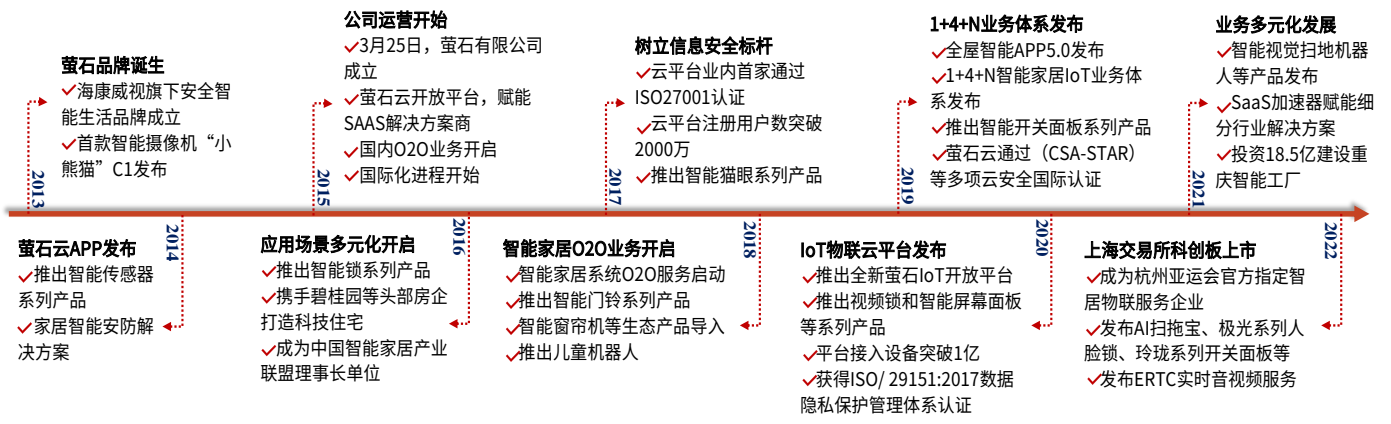 萤石品牌诞生
海康威视旗下安全智
能生活品牌成立
首款智能摄像机“小
熊猫”C1发布
2013
公司运营开始
3月25日，萤石有限公司
成立
萤石云开放平台，赋能
SAAS解决方案商
国内O2O业务开启
国际化进程开始
2015
树立信息安全标杆
云平台业内首家通过
ISO27001认证
云平台注册用户数突破
2000万
推出智能猫眼系列产品
2017
1+4+N业务体系发布
全屋智能APP5.0发布
1+4+N智能家居IoT业务体
系发布
推出智能开关面板系列产品
萤石云通过（CSA-STAR）
等多项云安全国际认证
2019
业务多元化发展
智能视觉扫地机器
人等产品发布
SaaS加速器赋能细
分行业解决方案
投资18.5亿建设重
庆智能工厂
2021
萤石云APP发布
推出智能传感器
系列产品
家居智能安防解
决方案
2014
应用场景多元化开启
推出智能锁系列产品
携手碧桂园等头部房企
打造科技住宅
成为中国智能家居产业
联盟理事长单位
2016
智能家居O2O业务开启
智能家居系统O2O服务启动
推出智能门铃系列产品
智能窗帘机等生态产品导入
推出儿童机器人
2018
IoT物联云平台发布
推出全新萤石IoT开放平台
推出视频锁和智能屏幕面板
等系列产品
平台接入设备突破1亿
获得ISO/ 29151:2017数据
隐私保护管理体系认证
2020
上海交易所科创板上市
成为杭州亚运会官方指定智
居物联服务企业
发布AI扫拖宝、极光系列人
脸锁、玲珑系列开关面板等
发布ERTC实时音视频服务
2022